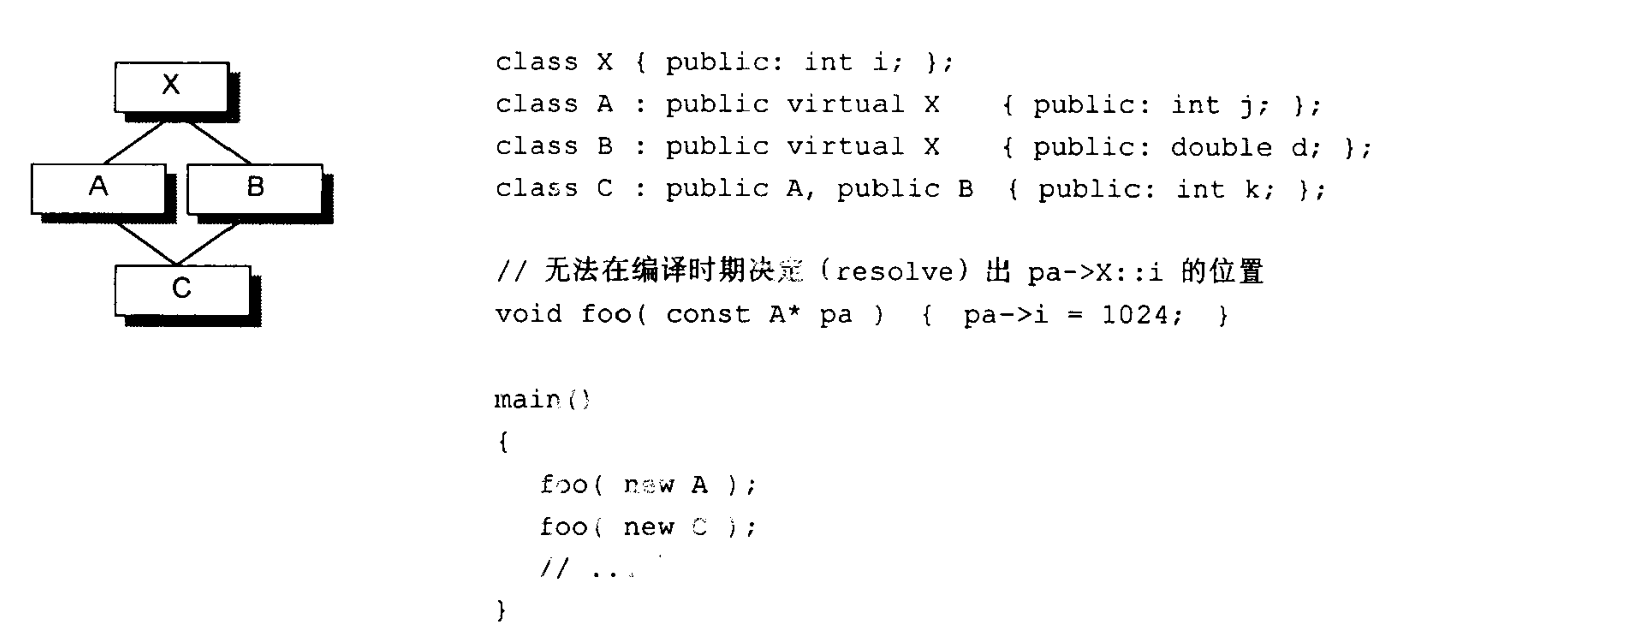 X
A
B
C
class X { public: int i; };
class A : public virtual X { public: int j; };
class B : public virtual X { public: double d; };
class C : public A, public B { public: int k; };
// 无法在编译时期决定（resolve）出 pa->X::i 的位置
void foo( const A* pa ) { pa->i = 1024; }
main()
{
foo( new A );
foo( new C );
// ...
}